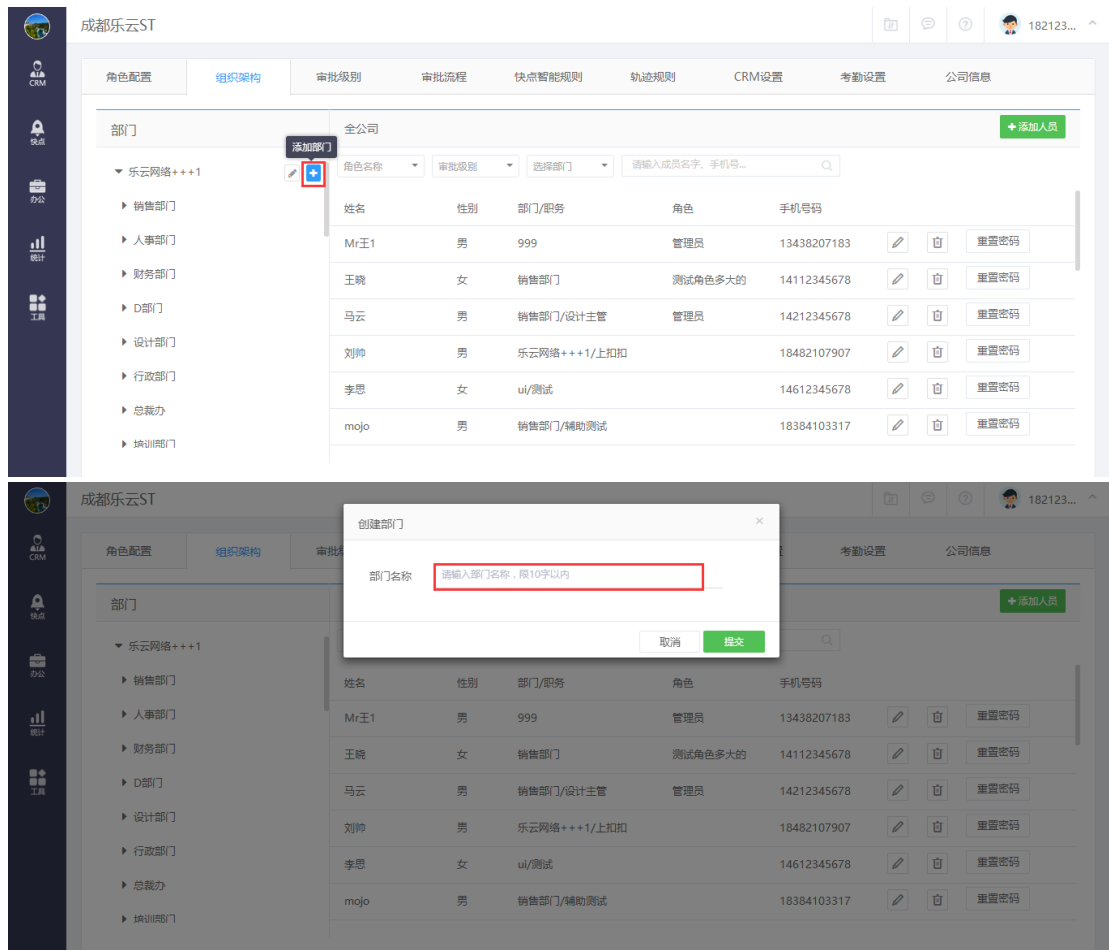 成都乐云ST
182123...
CRM
快点
办公
统计
工具
角色配置 组织架构 审批级别 审批流程 快点智能规则 轨迹规则 CRM设置 考勤设置 公司信息
部门
添加部门
乐云网络+++1
销售部门
人事部门
财务部门
D部门
设计部门
行政部门
总裁办
培训部门
全公司 添加人员
角色名称 审批级别 选择部门 请输入成员名字、手机号...
姓名 性别 部门/职务 角色 手机号码
Mr王1 男 999 管理员 13438207183 重置密码
王晓 女 销售部门 测试角色多大的 14112345678 重置密码
马云 男 销售部门/设计主管 管理员 14212345678 重置密码
刘帅 男 乐云网络+++1/上扣扣 18482107907 重置密码
李思 女 ui/测试 14612345678 重置密码
mojo 男 销售部门/辅助测试 18384103317 重置密码
成都乐云ST
182123...
CRM
快点
办公
统计
工具
角色配置 组织架构 审批 考勤设置 公司信息
创建部门
部门名称 请输入部门名称，限10字以内
取消 提交
部门
乐云网络+++1
销售部门
人事部门
财务部门
D部门
设计部门
行政部门
总裁办
培训部门
添加人员
姓名 性别 部门/职务 角色 手机号码
Mr王1 男 999 管理员 13438207183 重置密码
王晓 女 销售部门 测试角色多大的 14112345678 重置密码
马云 男 销售部门/设计主管 管理员 14212345678 重置密码
刘帅 男 乐云网络+++1/上扣扣 18482107907 重置密码
李思 女 ui/测试 14612345678 重置密码
mojo 男 销售部门/辅助测试 18384103317 重置密码